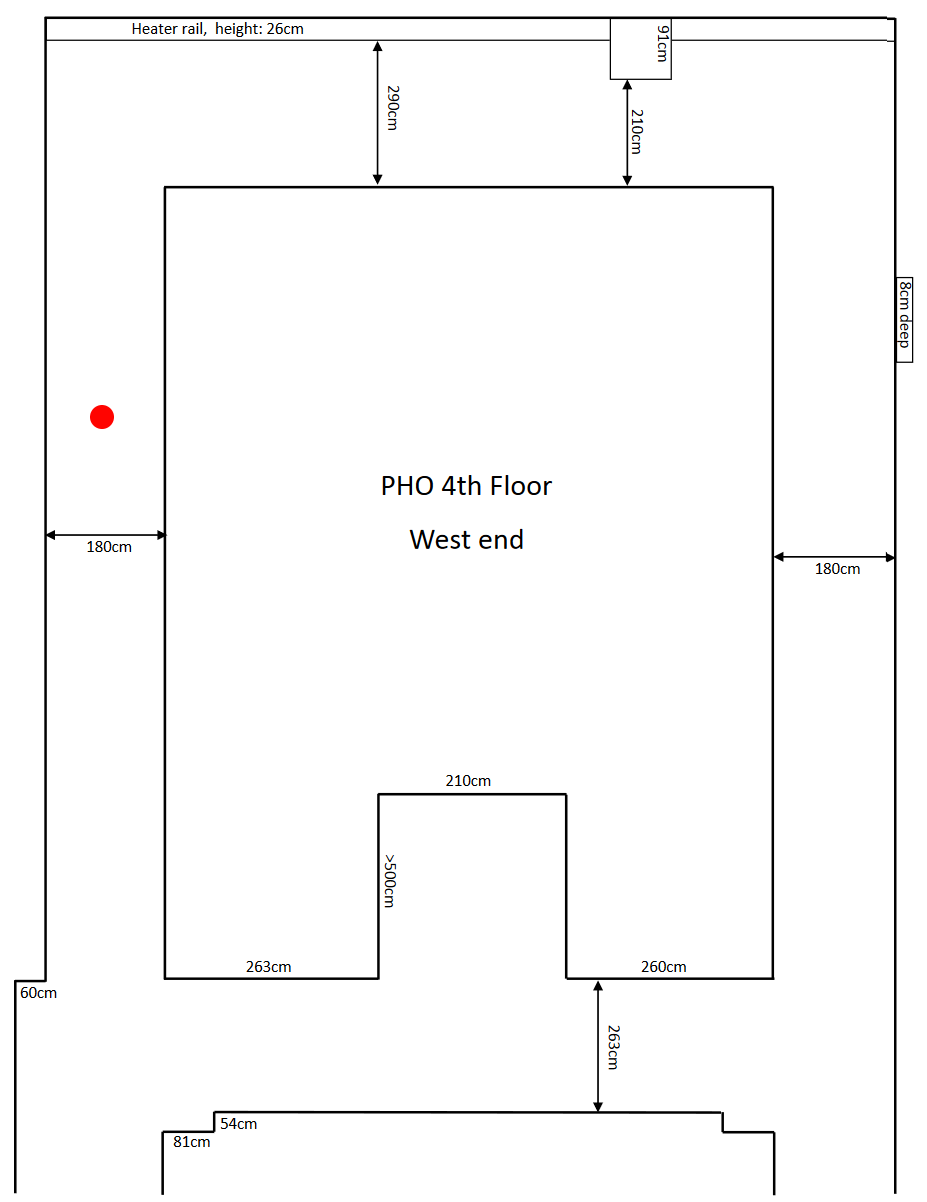 Heater rail,  height: 26cm
91cm
290cm
210cm
8cm deep
PHO 4th Floor
West end
180cm
180cm
210cm
>500cm
263cm
260cm
60cm
263cm
54cm
81cm